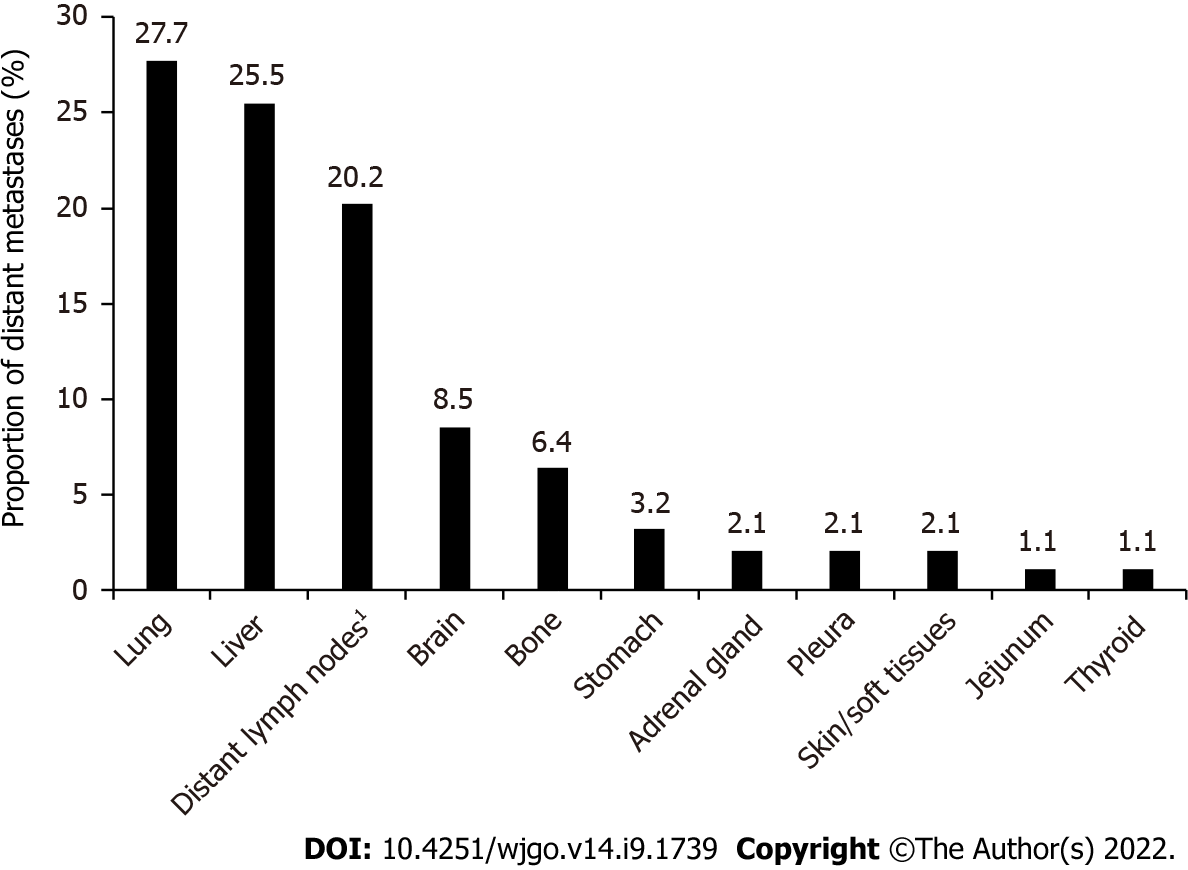 Proportion of distant metastases (%)
30
25
20
15
10
5
0
27.7
25.5
20.2
8.5
6.4
3.2
2.1
2.1
2.1
1.1
1.1
Lung
Liver
Distant lymph nodes¹
Brain
Bone
Stomach
Adrenal gland
Pleura
Skin/soft tissues
Jejunum
Thyroid
DOI: 10.4251/wjgo.v14.i9.1739 Copyright ©The Author(s) 2022.